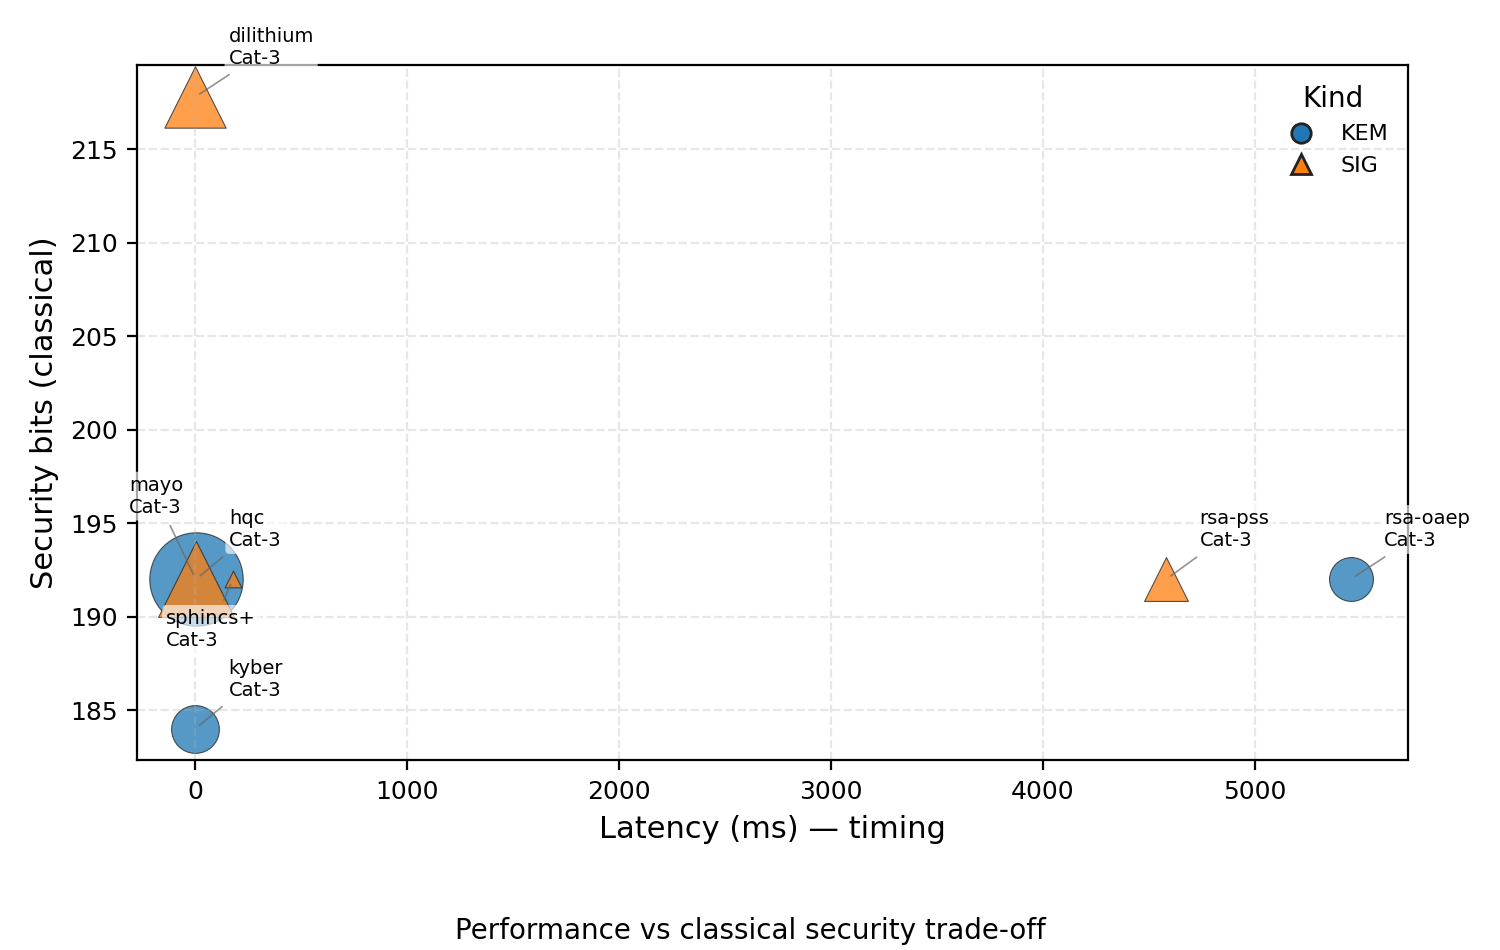 dilithium
Cat-3
Kind
KEM
SIG
215
210
205
200
195
190
185
Security bits (classical)
mayo
Cat-3
hqc
Cat-3
sphincs+
Cat-3
kyber
Cat-3
rsa-pss
Cat-3
rsa-oaep
Cat-3
0
1000
2000
3000
4000
5000
Latency (ms) — timing
Performance vs classical security trade-off